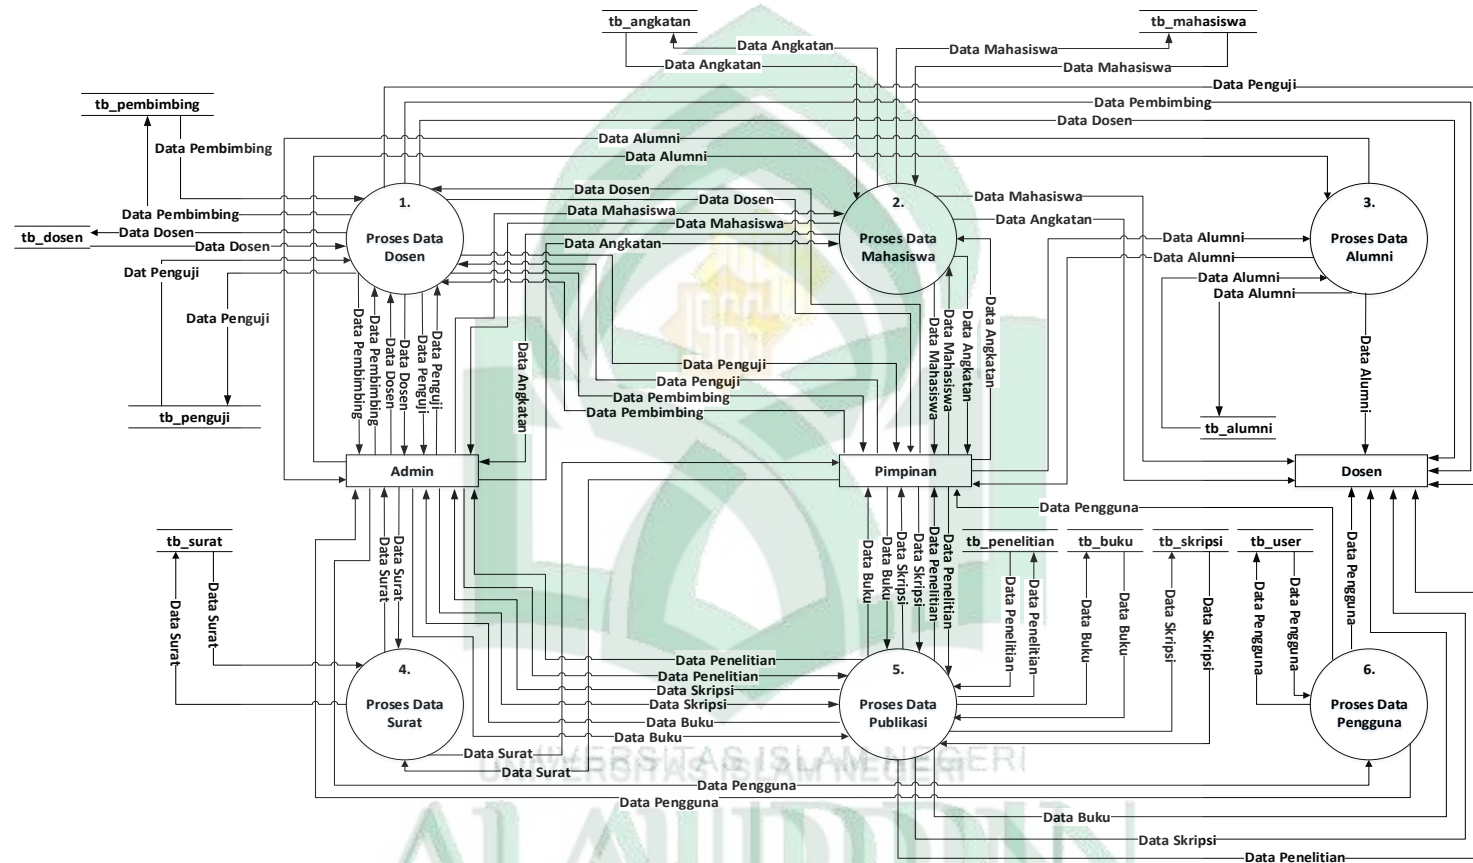 tb_angkatan
tb_mahasiswa
Data Angkatan
Data Mahasiswa
Data Angkatan
Data Mahasiswa
Data Penguji
tb_pembimbing
Data Pembimbing
Data Dosen
Data Alumni
Data Pembimbing
Data Alumni
1.
Proses Data
Dosen
Data Dosen
Data Dosen
Data Mahasiswa
Data Mahasiswa
Data Angkatan
2.
Proses Data
Mahasiswa
Data Mahasiswa
Data Angkatan
3.
Proses Data
Alumni
Data Pembimbing
Data Dosen
tb_dosen
Data Dosen
Dat Penguji
Data Alumni
Data Alumni
Data Alumni
Data Alumni
Data Penguji
Data Pembimbing
Data Pembimbing
Data Dosen
Data Dosen
Data Penguji
Data Penguji
Data Angkatan
Data Penguji
Data Penguji
Data Pembimbing
Data Pembimbing
Data Mahasiswa
Data Mahasiswa
Data Angkatan
Data Angkatan
Data Alumni
tb_penguji
tb_alumni
Admin
Pimpinan
Dosen
Data Pengguna
tb_surat
tb_penelitian
tb_buku
tb_skripsi
tb_user
Data Surat
Data Surat
Data Surat
Data Surat
Data Buku
Data Buku
Data Skripsi
Data Skripsi
Data Penelitian
Data Penelitian
Data Penelitian
Data Penelitian
Data Buku
Data Buku
Data Skripsi
Data Skripsi
Data Pengguna
Data Pengguna
Data Pengguna
4.
Proses Data
Surat
Data Penelitian
Data Penelitian
Data Skripsi
Data Skripsi
Data Buku
Data Buku
5.
Proses Data
Publikasi
6.
Proses Data
Pengguna
Data Surat
Data Surat
UNIVERSITAS ISLAM NEGERI
Data Pengguna
Data Pengguna
ALAUDDIN
Data Buku
Data Skripsi
Data Penelitian